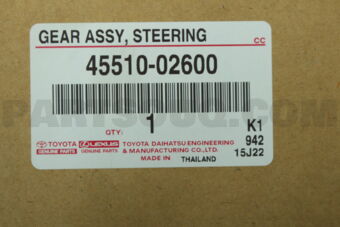 GEAR ASSY, STEERING
CC
45510-02600
QTY: 1
K1
942
15J22
TOYOTA
GENUINE PARTS
LEXUS
GENUINE PARTS
TOYOTA DAIHATSU ENGINEERING
& MANUFACTURING CO., LTD.
MADE IN THAILAND
PARTSOUQ.COM